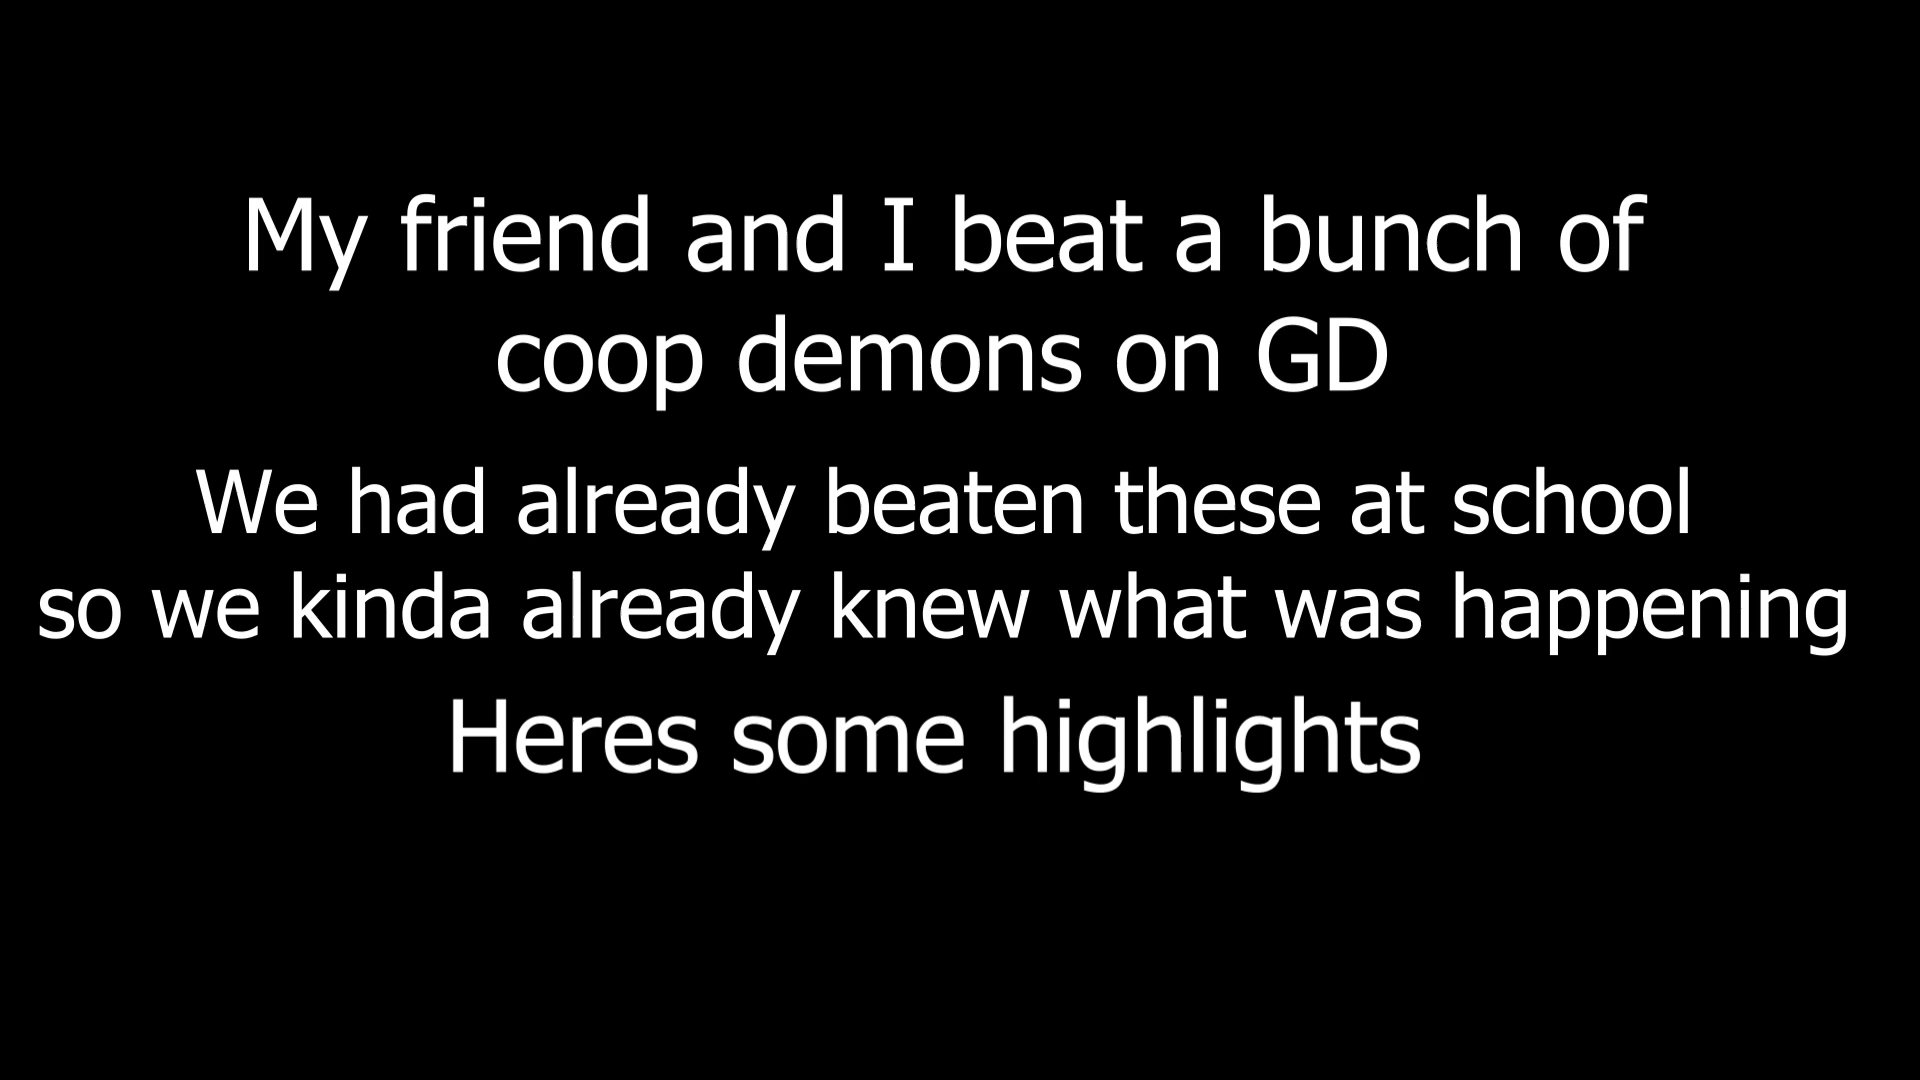 My friend and I beat a bunch of
coop demons on GD
We had already beaten these at school
so we kinda already knew what was happening
Heres some highlights